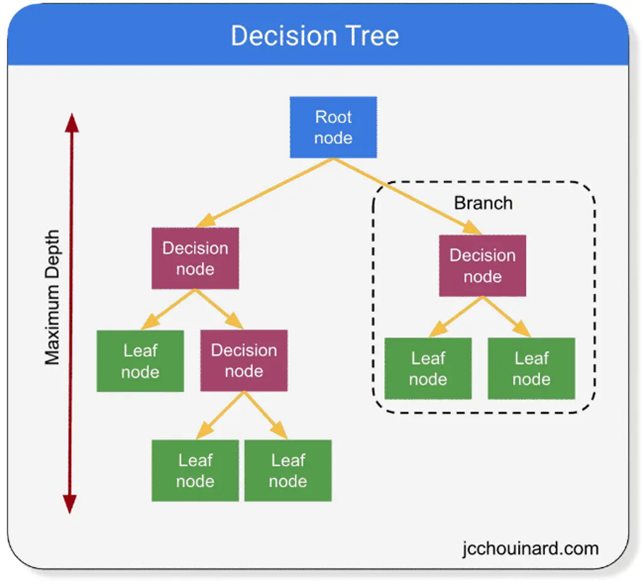 Decision Tree
Root
node
Branch
Decision
node
Decision
node
Maximum Depth
Leaf
node
Decision
node
Leaf
node
Leaf
node
Leaf
node
Leaf
node
jcchouinard.com